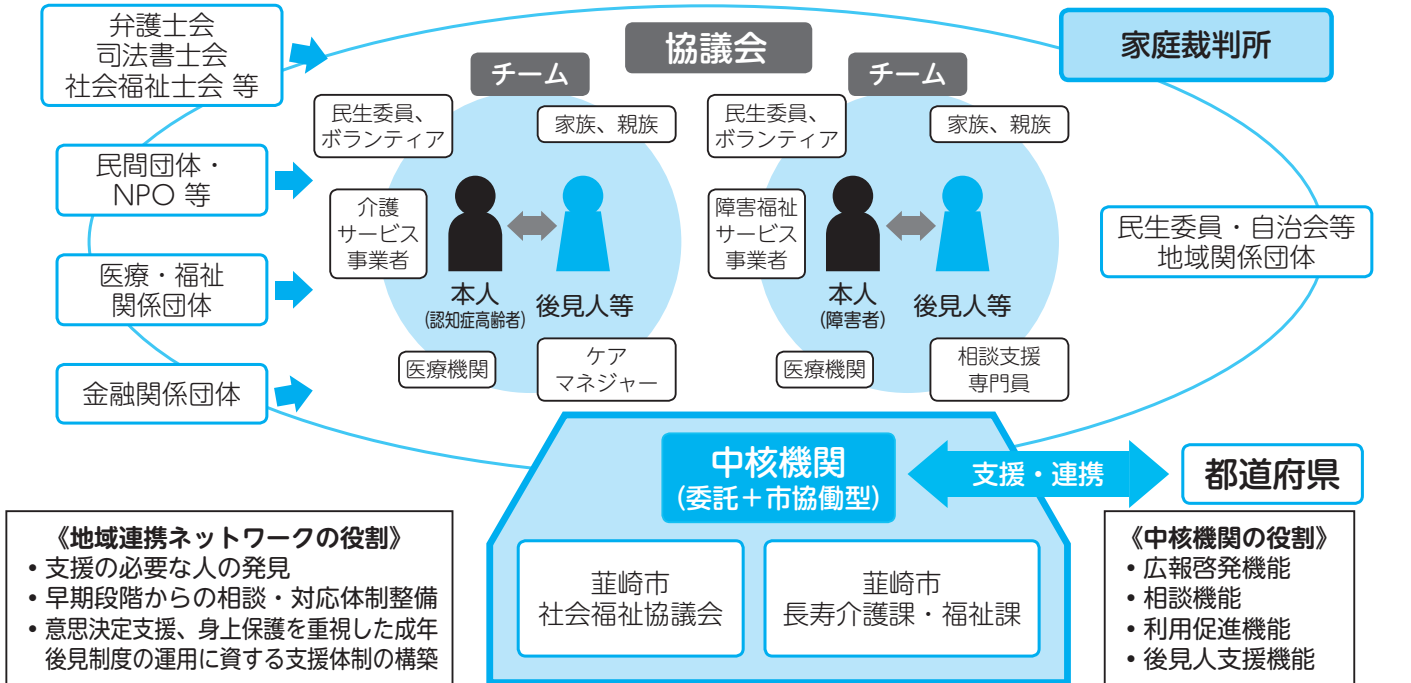 弁護士会
司法書士会
社会福祉士会 等
民間団体・
NPO 等
医療・福祉
関係団体
金融関係団体
協議会
家庭裁判所
民生委員・自治会等
地域関係団体
チーム
民生委員、
ボランティア
家族、親族
介護
サービス
事業者
本人
(認知症高齢者)
後見人等
医療機関
ケア
マネジャー
チーム
民生委員、
ボランティア
家族、親族
障害福祉
サービス
事業者
本人
(障害者)
後見人等
医療機関
相談支援
専門員
中核機関
(委託+市協働型)
支援・連携
都道府県
韮崎市
社会福祉協議会
韮崎市
長寿介護課・福祉課
《地域連携ネットワークの役割》
•支援の必要な人の発見
•早期段階からの相談・対応体制整備
•意思決定支援、身上保護を重視した成年
後見制度の運用に資する支援体制の構築
《中核機関の役割》
•広報啓発機能
•相談機能
•利用促進機能
•後見人支援機能